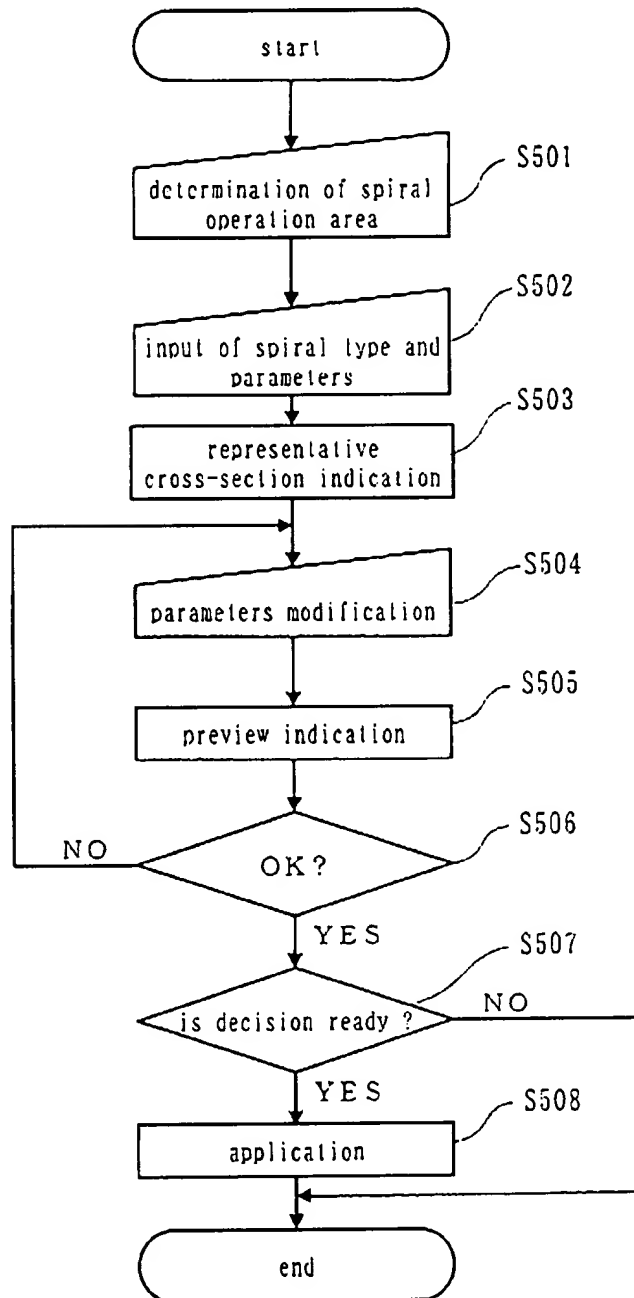 start
S501
determination of spiral
operation area
S502
input of spiral type and
parameters
S503
representative
cross-section indication
S504
parameters modification
S505
preview indication
S506
NO
OK?
YES
S507
NO
is decision ready ?
YES
S508
application
end